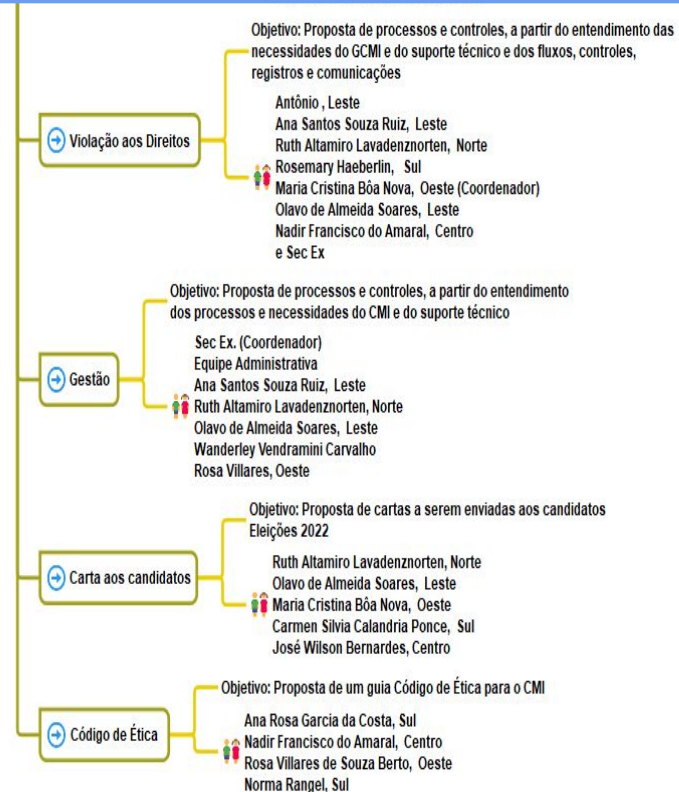 Objetivo: Proposta de processos e controles, a partir do entendimento das
necessidades do GCMI e do suporte técnico e dos fluxos, controles,
registros e comunicações
Violação aos Direitos
Antônio , Leste
Ana Santos Souza Ruiz, Leste
Ruth Altamiro Lavadenznorten, Norte
Rosemary Haeberlin, Sul
Maria Cristina Bôa Nova, Oeste (Coordenador)
Olavo de Almeida Soares, Leste
Nadir Francisco do Amaral, Centro
e Sec Ex
Objetivo: Proposta de processos e controles, a partir do entendimento
dos processos e necessidades do CMI e do suporte técnico
Gestão
Sec Ex. (Coordenador)
Equipe Administrativa
Ana Santos Souza Ruiz, Leste
Ruth Altamiro Lavadenznorten, Norte
Olavo de Almeida Soares, Leste
Wanderley Vendramini Carvalho
Rosa Villares, Oeste
Objetivo: Proposta de cartas a serem enviadas aos candidatos
Eleições 2022
Carta aos candidatos
Ruth Altamiro Lavadenznorten, Norte
Olavo de Almeida Soares, Leste
Maria Cristina Bôa Nova, Oeste
Carmen Silvia Calandria Ponce, Sul
José Wilson Bernardes, Centro
Objetivo: Proposta de um guia Código de Ética para o CMI
Código de Ética
Ana Rosa Garcia da Costa, Sul
Nadir Francisco do Amaral, Centro
Rosa Villares de Souza Berto, Oeste
Norma Rangel, Sul